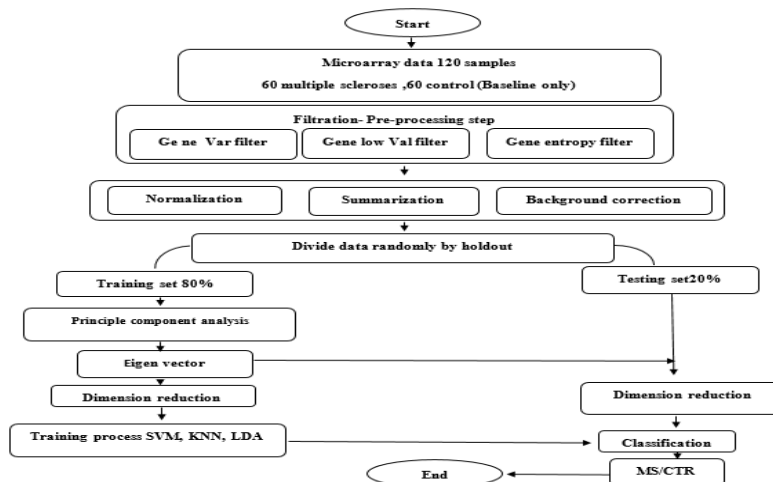 Start
Microarray data 120 samples
60 multiple scleroses ,60 control (Baseline only)
Filtration- Pre-processing step
Ge ne Var filter
Gene low Val filter
Gene entropy filter
Normalization
Summarization
Background correction
Divide data randomly by holdout
Training set 80%
Testing set20%
Principle component analysis
Eigen vector
Dimension reduction
Dimension reduction
Training process SVM, KNN, LDA
Classification
MS/CTR
End